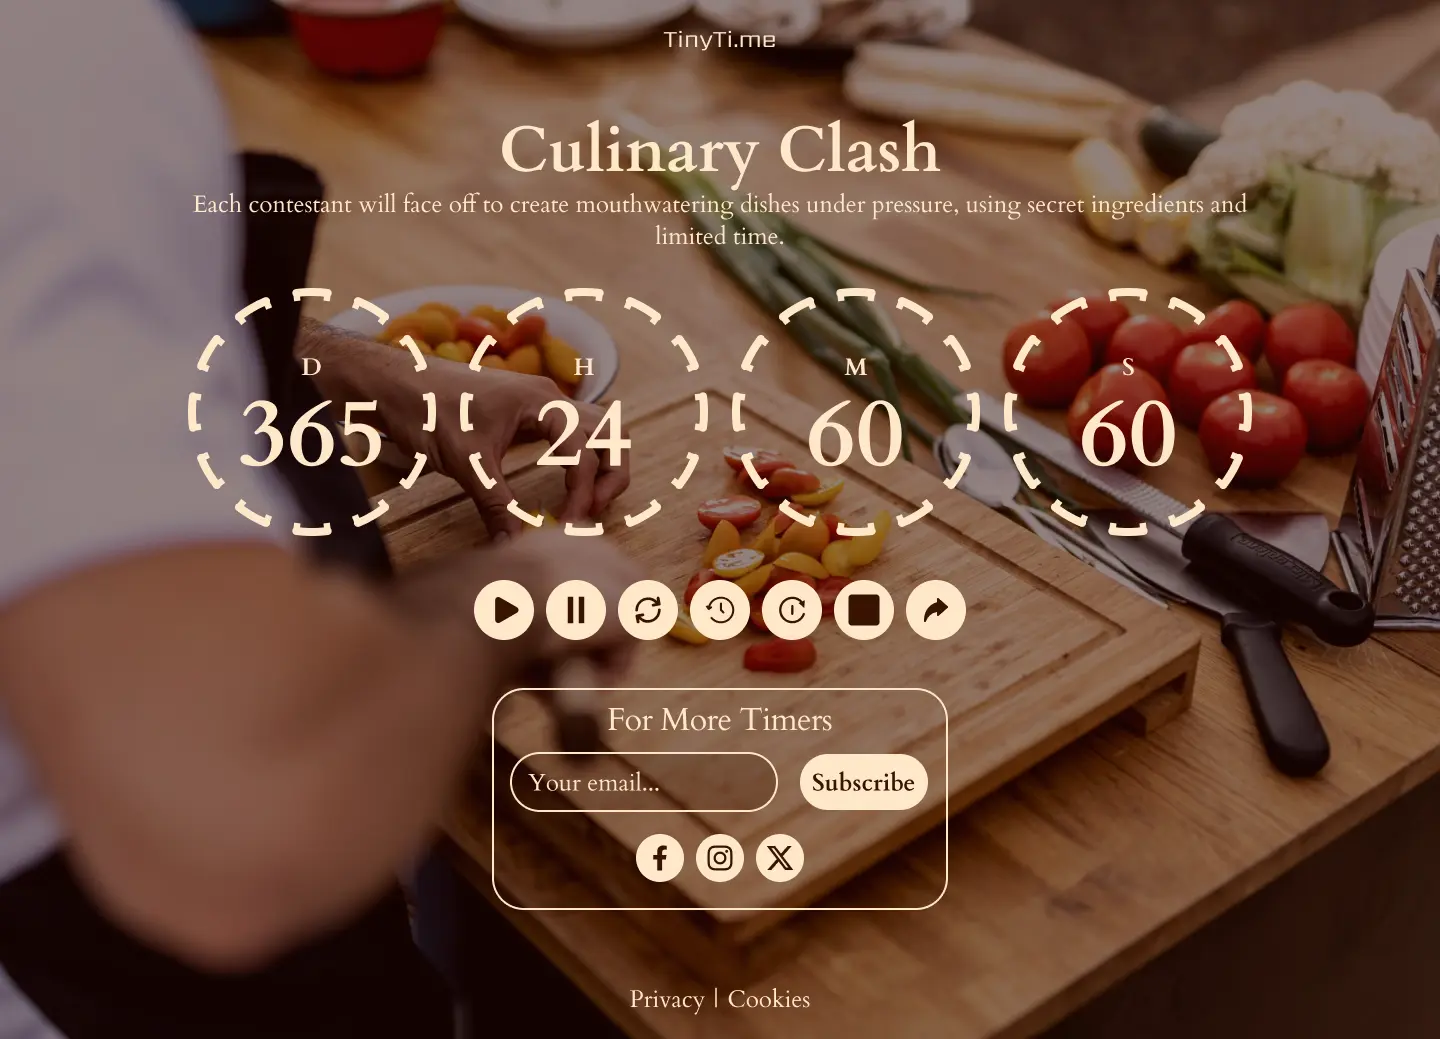 TinyTi.me
Culinary Clash
Each contestant will face off to create mouthwatering dishes under pressure, using secret ingredients and
limited time.
D
365
H
24
M
60
S
60
For More Timers
Your email...
Subscribe
Privacy | Cookies